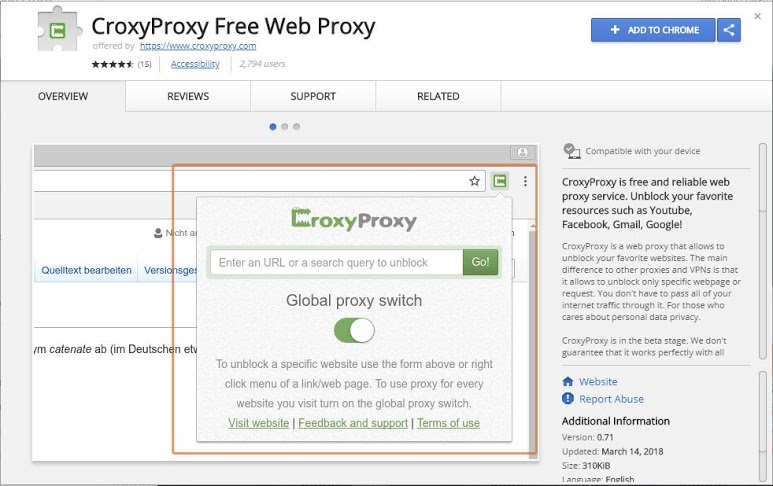 CroxyProxy Free Web Proxy
offered by https://www.croxyproxy.com
(15) Accessibility 2,794 users
ADD TO CHROME
OVERVIEW REVIEWS SUPPORT RELATED
Nicht an
Quelltext bearbeiten Versionsges
ym catenate ab (im Deutschen etw
CroxyProxy
Enter an URL or a search query to unblock Go!
Global proxy switch
To unblock a specific website use the form above or right
click menu of a link/web page. To use proxy for every
website you visit turn on the global proxy switch.
Visit website | Feedback and support | Terms of use
Compatible with your device
CroxyProxy is free and reliable web
proxy service. Unblock your favorite
resources such as Youtube,
Facebook, Gmail, Google!
CroxyProxy is a web proxy that allows to
unblock your favorite websites. The main
difference to other proxies and VPNs is that
it allows to unblock only specific webpage or
request. You don't have to pass all of your
internet traffic through it. For those who
cares about personal data privacy.
CroxyProxy is in the beta stage. We don't
guarantee that it works perfectly with all
Website
Report Abuse
Additional Information
Version: 0.71
Updated: March 14, 2018
Size: 310KiB
Language: English